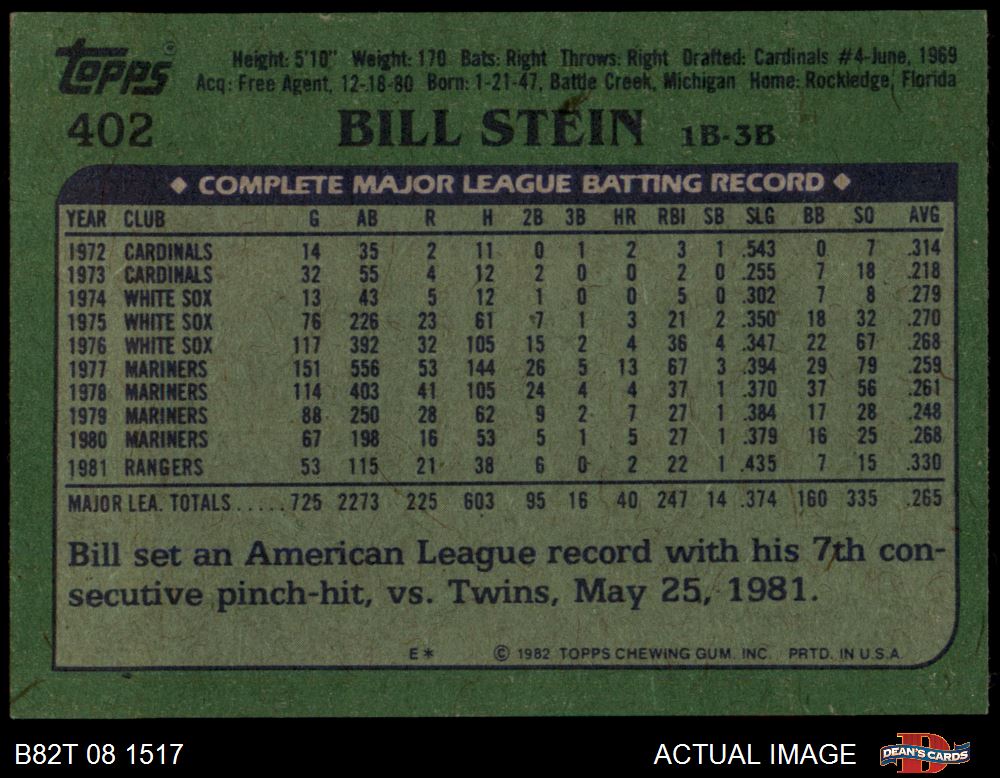 Topps®
Height: 5'10" Weight: 170 Bats: Right Throws: Right Drafted: Cardinals #4-June, 1969
Acq: Free Agent, 12-18-80 Born: 1-21-47, Battle Creek, Michigan Home: Rockledge, Florida
402 BILL STEIN 1B-3B
◆ COMPLETE MAJOR LEAGUE BATTING RECORD ◆
YEAR CLUB G AB R H 2B 3B HR RBI SB SLG BB SO AVG
1972 CARDINALS 14 35 2 11 0 1 2 3 1 .543 0 7 .314
1973 CARDINALS 32 55 4 12 2 0 0 2 0 .255 7 18 .218
1974 WHITE SOX 13 43 5 12 1 0 0 5 0 .302 7 8 .279
1975 WHITE SOX 76 226 23 61 7 1 3 21 2 .350 18 32 .270
1976 WHITE SOX 117 392 32 105 15 2 4 36 4 .347 22 67 .268
1977 MARINERS 151 556 53 144 26 5 13 67 3 .394 29 79 .259
1978 MARINERS 114 403 41 105 24 4 4 37 1 .370 37 56 .261
1979 MARINERS 88 250 28 62 9 2 7 27 1 .384 17 28 .248
1980 MARINERS 67 198 16 53 5 1 5 27 1 .379 16 25 .268
1981 RANGERS 53 115 21 38 6 0 2 22 1 .435 7 15 .330
MAJOR LEA. TOTALS.....725 2273 225 603 95 16 40 247 14 .374 160 335 .265
Bill set an American League record with his 7th con-
secutive pinch-hit, vs. Twins, May 25, 1981.
E* © 1982 TOPPS CHEWING GUM. INC. PRTD. IN U.S.A.
B82T 08 1517 ACTUAL IMAGE DEAN'S CARDS